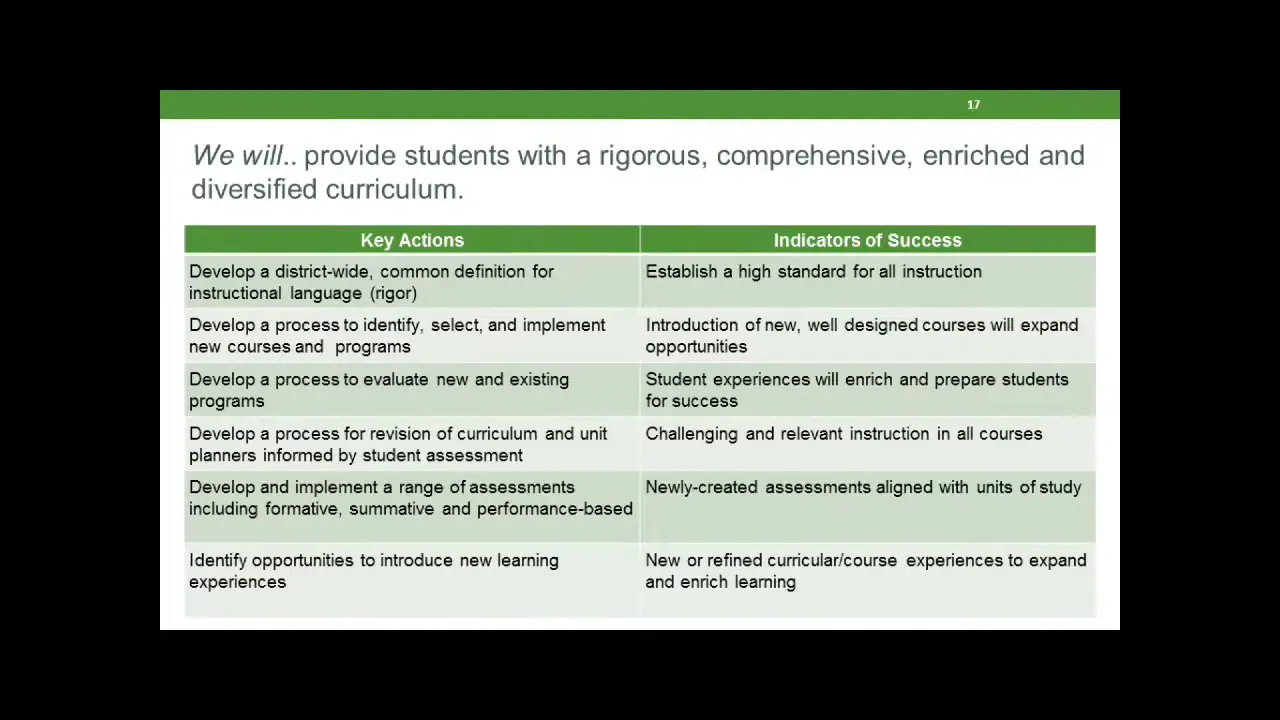 17
We will.. provide students with a rigorous, comprehensive, enriched and
diversified curriculum.
Key Actions
Indicators of Success
Develop a district-wide, common definition for
instructional language (rigor)
Establish a high standard for all instruction
Develop a process to identify, select, and implement
new courses and programs
Introduction of new, well designed courses will expand
opportunities
Develop a process to evaluate new and existing
programs
Student experiences will enrich and prepare students
for success
Develop a process for revision of curriculum and unit
planners informed by student assessment
Challenging and relevant instruction in all courses
Develop and implement a range of assessments
including formative, summative and performance-based
Newly-created assessments aligned with units of study
Identify opportunities to introduce new learning
experiences
New or refined curricular/course experiences to expand
and enrich learning